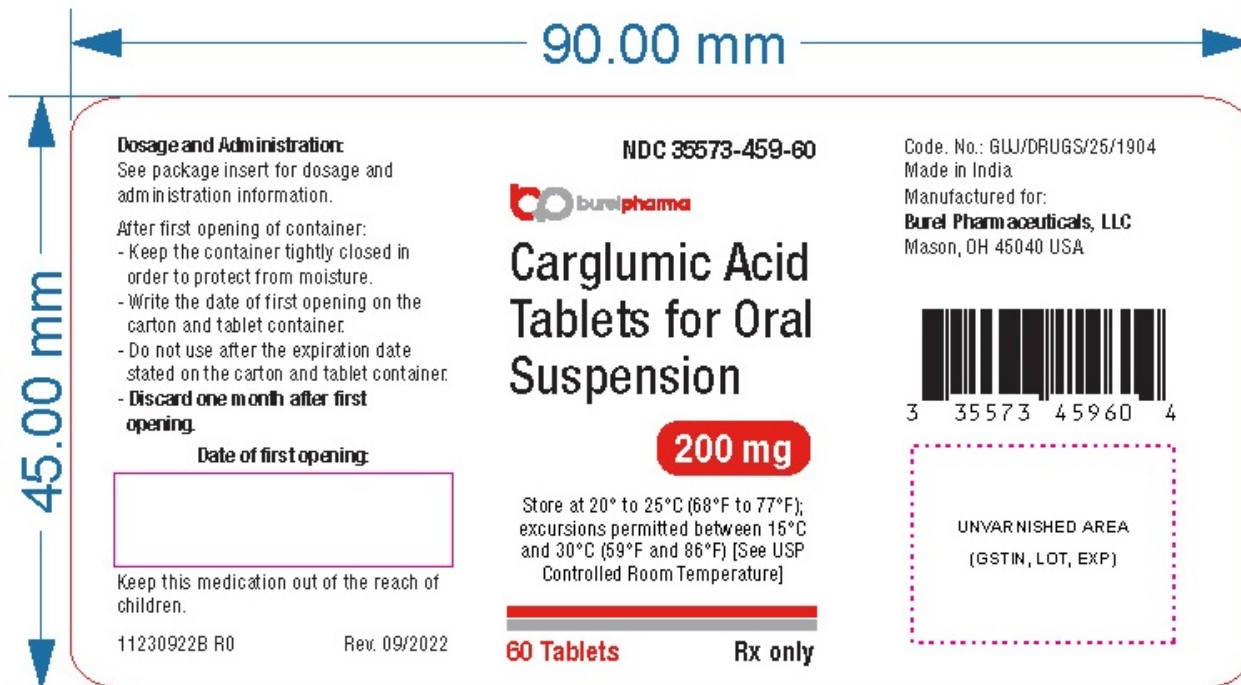 90.00 mm
45.00 mm
Dosage and Administration:
See package insert for dosage and
administration information.
After first opening of container:
- Keep the container tightly closed in
order to protect from moisture.
- Write the date of first opening on the
carton and tablet container.
- Do not use after the expiration date
stated on the carton and tablet container.
- Discard one month after first
opening.
Date of first opening:
Keep this medication out of the reach of
children.
11230922B R0 Rev. 09/2022
NDC 35573-459-60
burelpharma
Carglumic Acid
Tablets for Oral
Suspension
200 mg
Store at 20° to 25°C (68°F to 77°F);
excursions permitted between 15°C
and 30°C (59°F and 86°F) [See USP
Controlled Room Temperature]
60 Tablets Rx only
Code. No.: GUJ/DRUGS/25/1904
Made in India
Manufactured for:
Burel Pharmaceuticals, LLC
Mason, OH 45040 USA
3 35573 45960 4
UNVARNISHED AREA
(GSTIN, LOT, EXP)